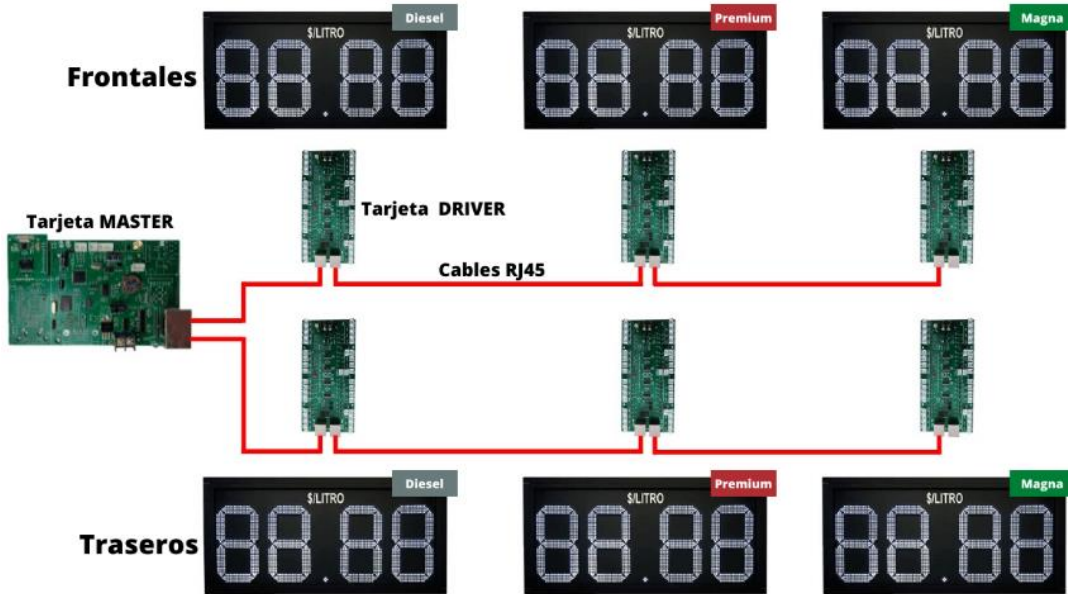 Diesel
Premium
Magna
$/LITRO
$/LITRO
$/LITRO
88.88
88.88
88.88
Frontales
Tarjeta MASTER
Tarjeta DRIVER
Cables RJ45
Diesel
Premium
Magna
$/LITRO
$/LITRO
$/LITRO
88.88
88.88
88.88
Traseros